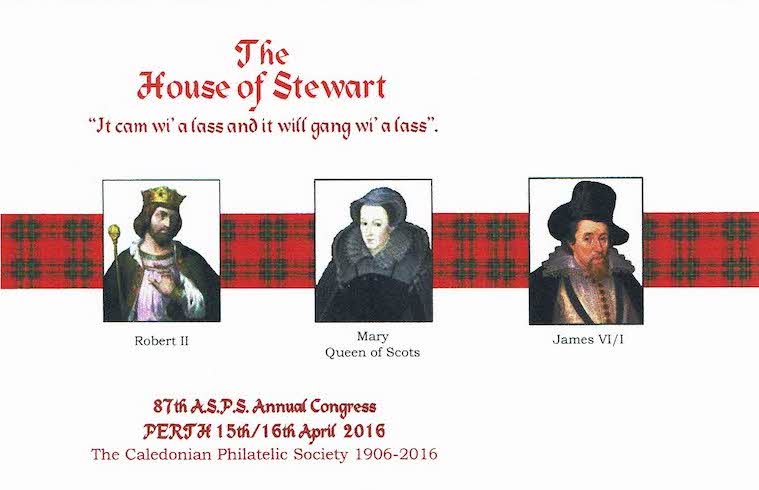 The
House of Stewart
"It cam wi' a lass and it will gang wi' a lass".
Robert II
Mary
Queen of Scots
James VI/I
87th A.S.P.S. Annual Congress
PERTH 15th/16th April 2016
The Caledonian Philatelic Society 1906-2016